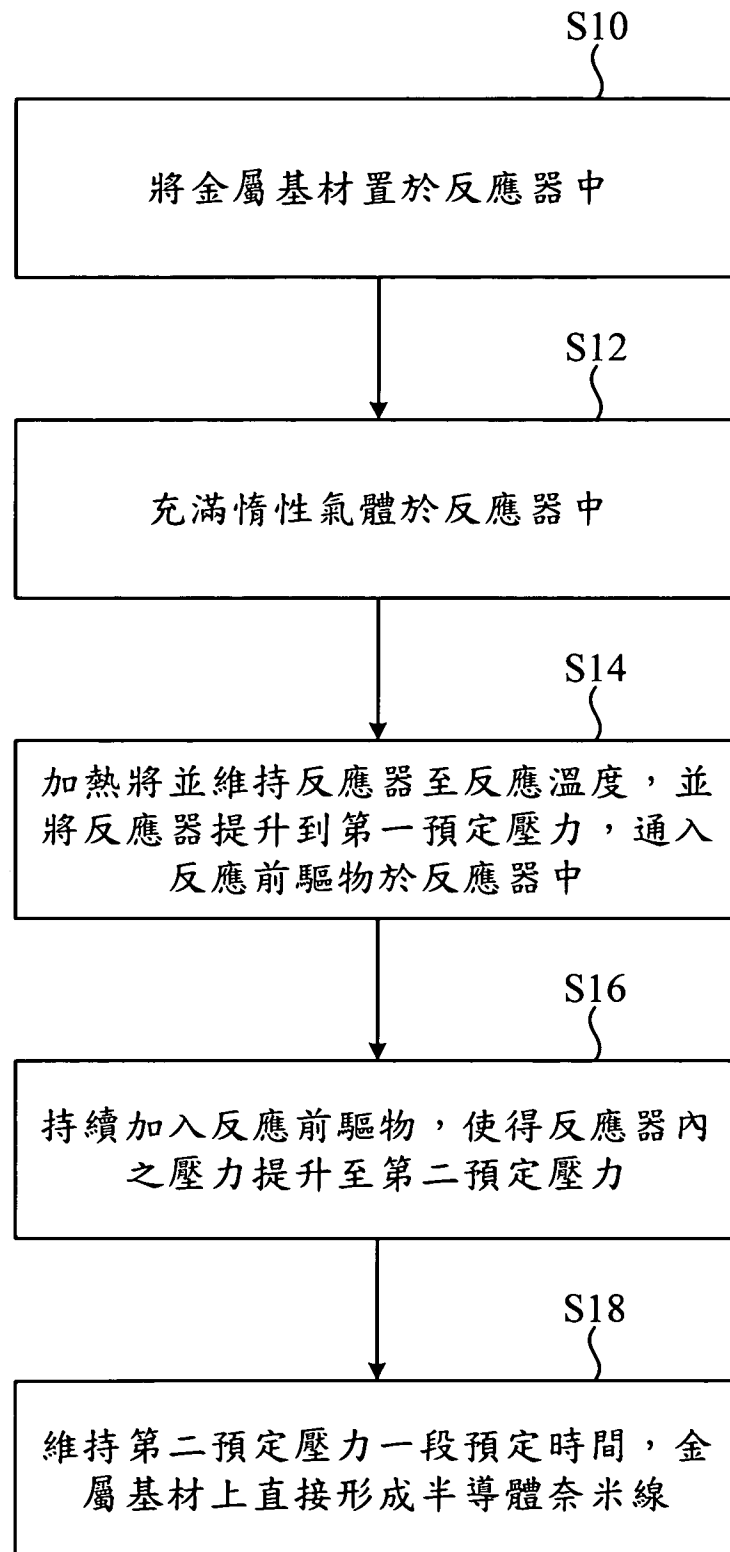 S10
將金屬基材置於反應器中
S12
充滿惰性氣體於反應器中
S14
加熱將並維持反應器至反應溫度，並
將反應器提升到第一預定壓力，通入
反應前驅物於反應器中
S16
持續加入反應前驅物，使得反應器內
之壓力提升至第二預定壓力
S18
維持第二預定壓力一段預定時間，金
屬基材上直接形成半導體奈米線